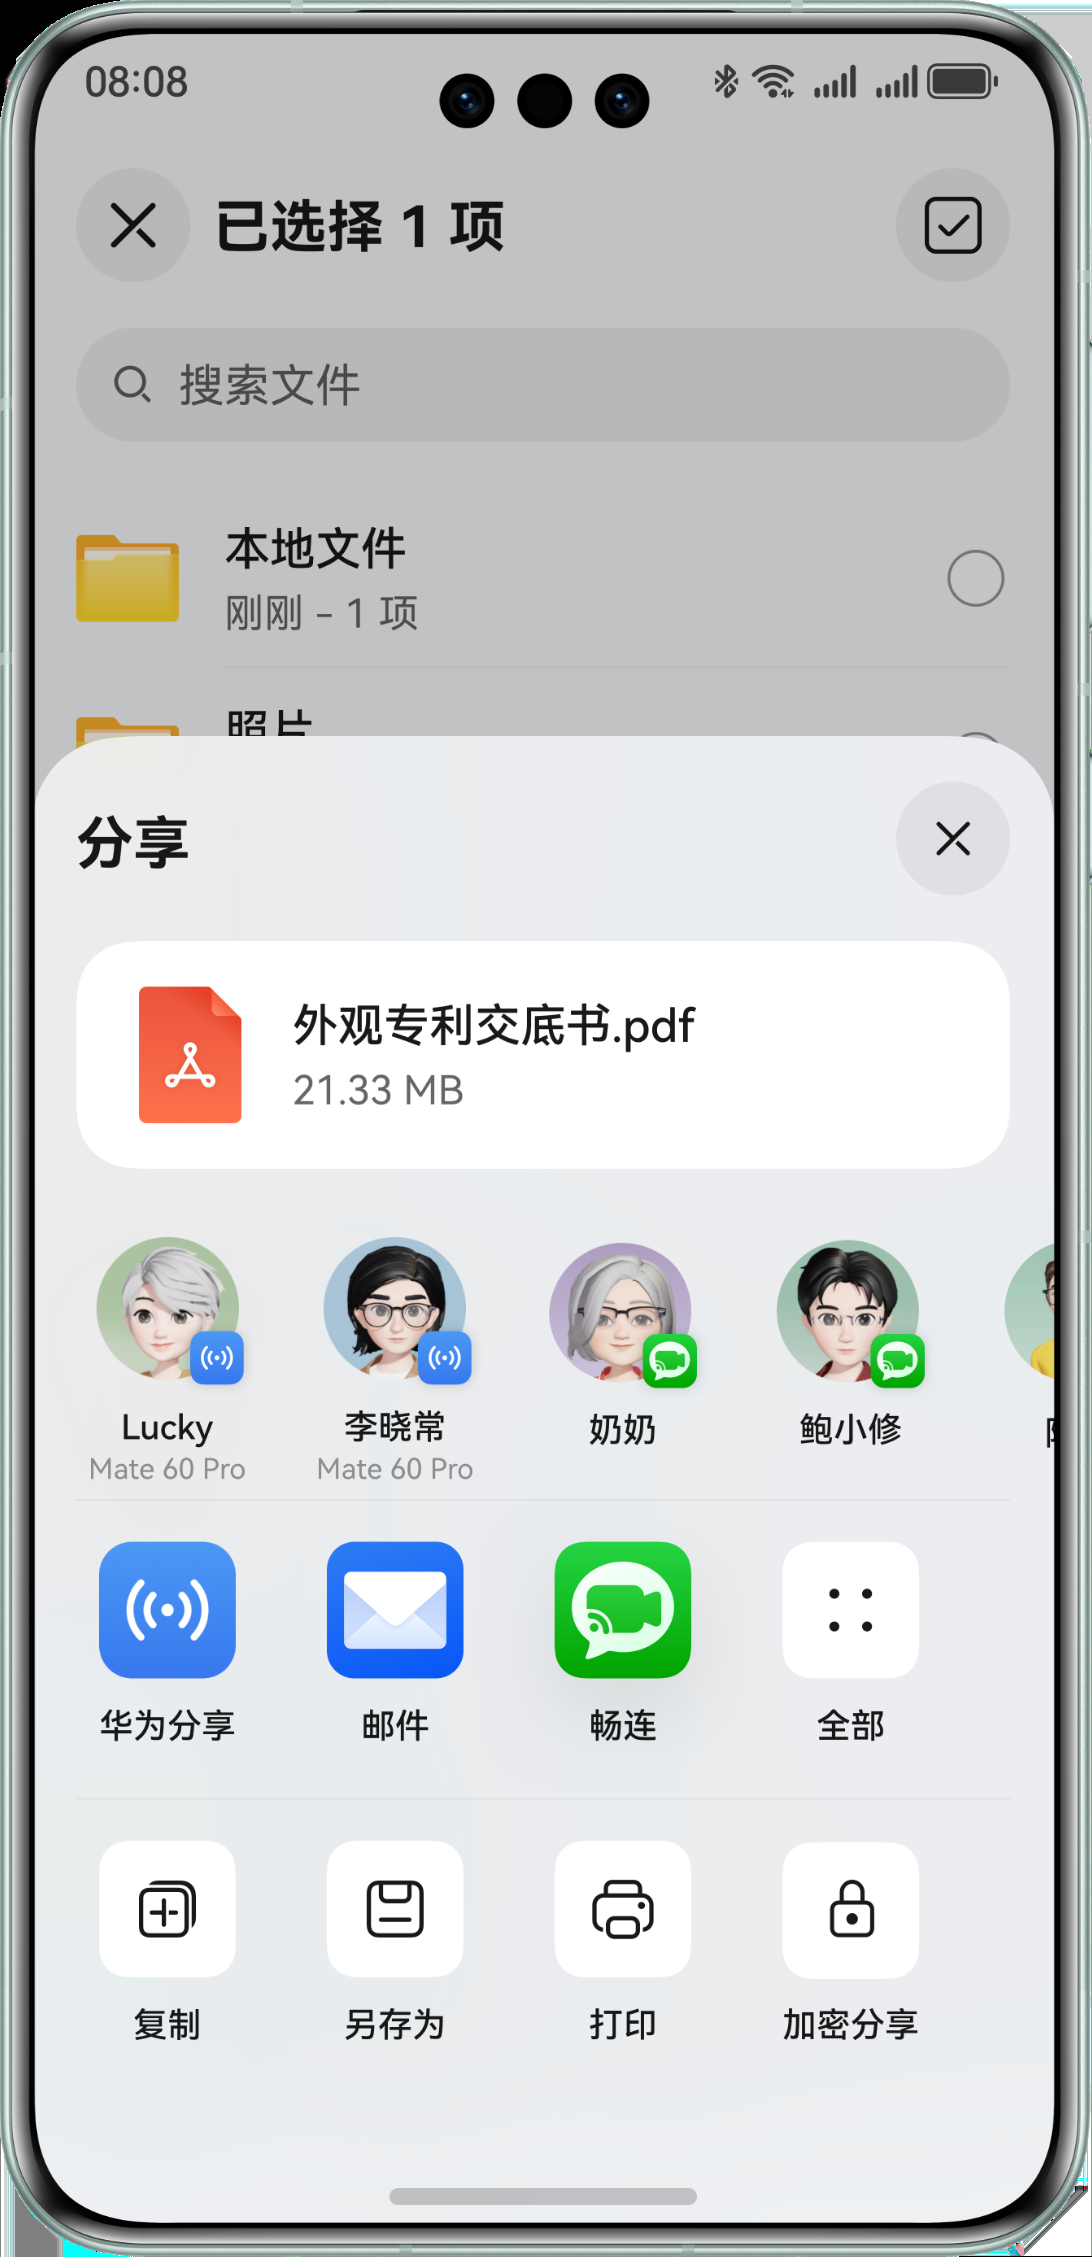 08:08
已选择 1 项
搜索文件
本地文件
刚刚 - 1 项
照片
分享
外观专利交底书.pdf
21.33 MB
Lucky
Mate 60 Pro
李晓常
Mate 60 Pro
奶奶
鲍小修
华为分享
邮件
畅连
全部
复制
另存为
打印
加密分享